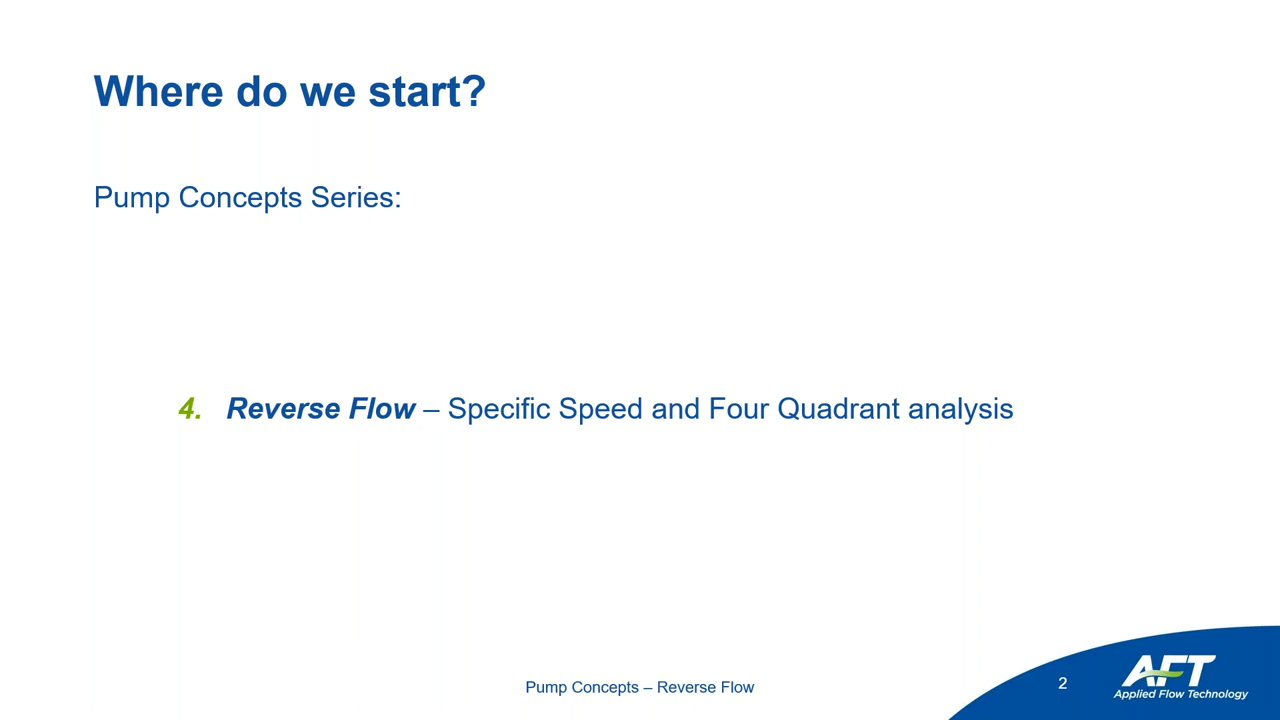 Where do we start?
Pump Concepts Series:
4. Reverse Flow – Specific Speed and Four Quadrant analysis
Pump Concepts – Reverse Flow
2
AFT
Applied Flow Technology